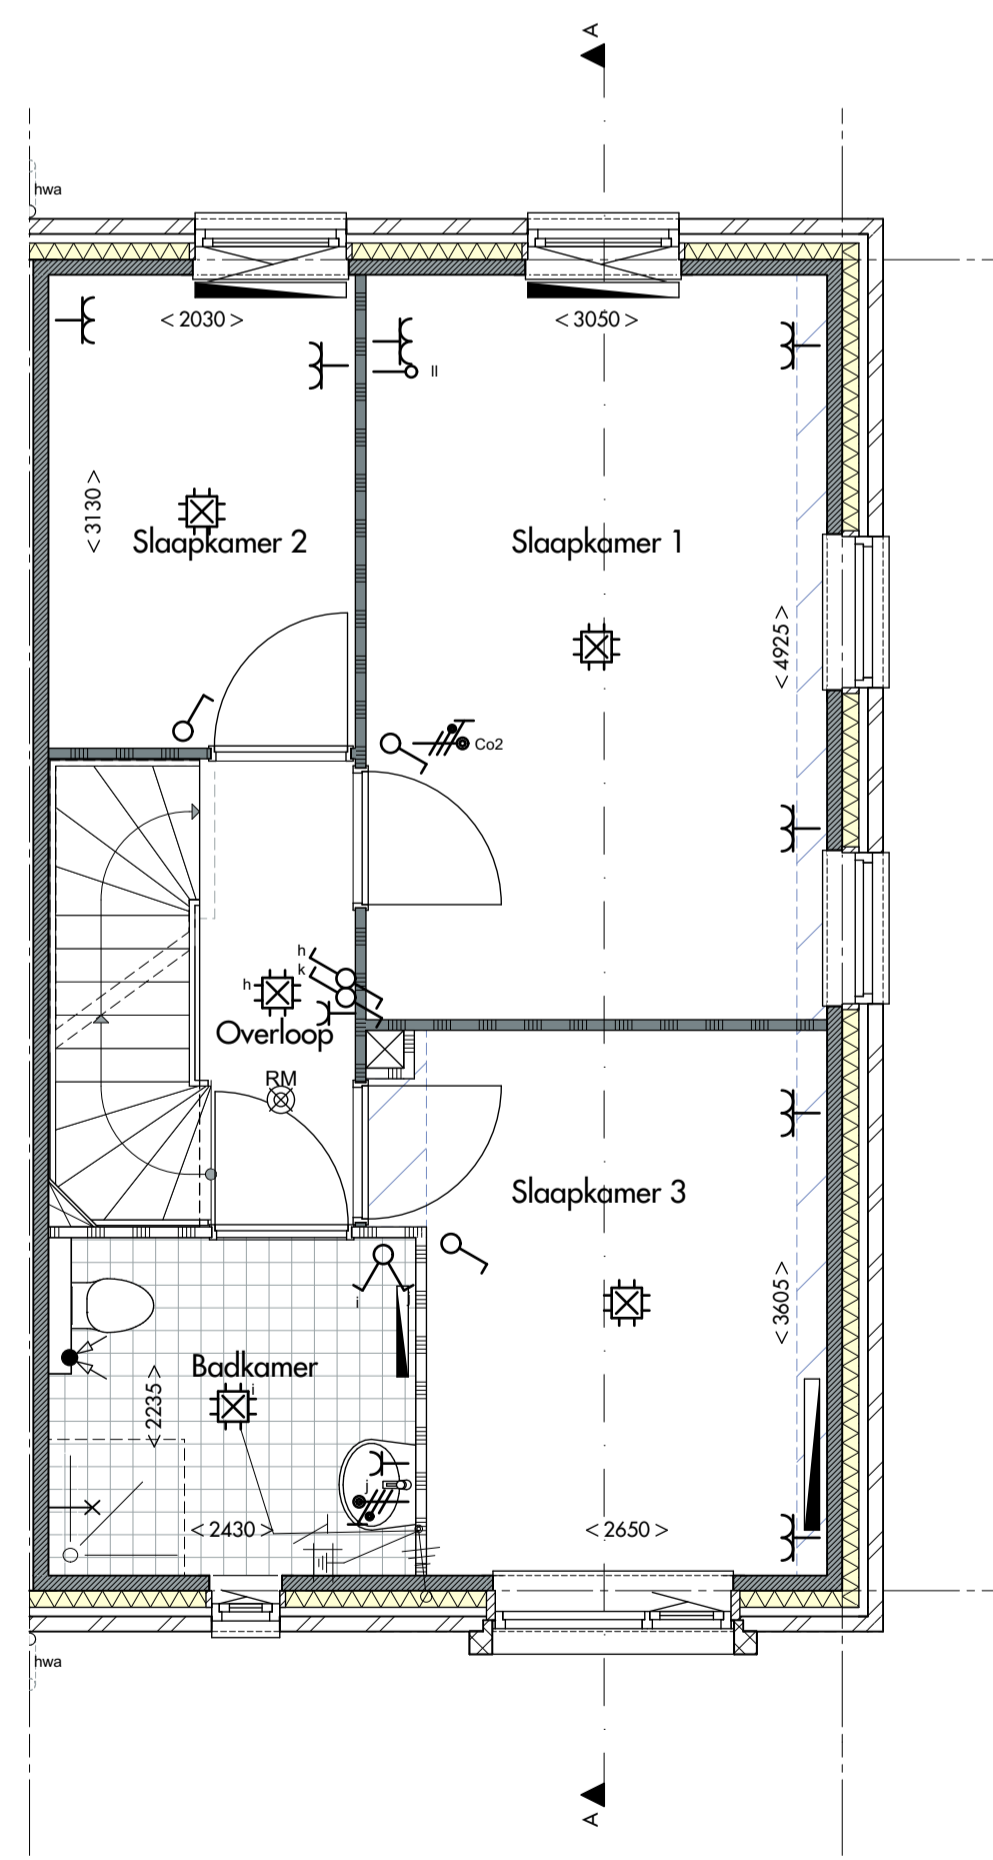 A
hwa
<2030>
<3050>
II
<3130>
Slaapkamer 2
Slaapkamer 1
<4925>
Co2
h
k
h
Overloop
RM
Slaapkamer 3
<3605>
i
Badkamer
i
<2235>
j
<2430>
<2650>
hwa
A